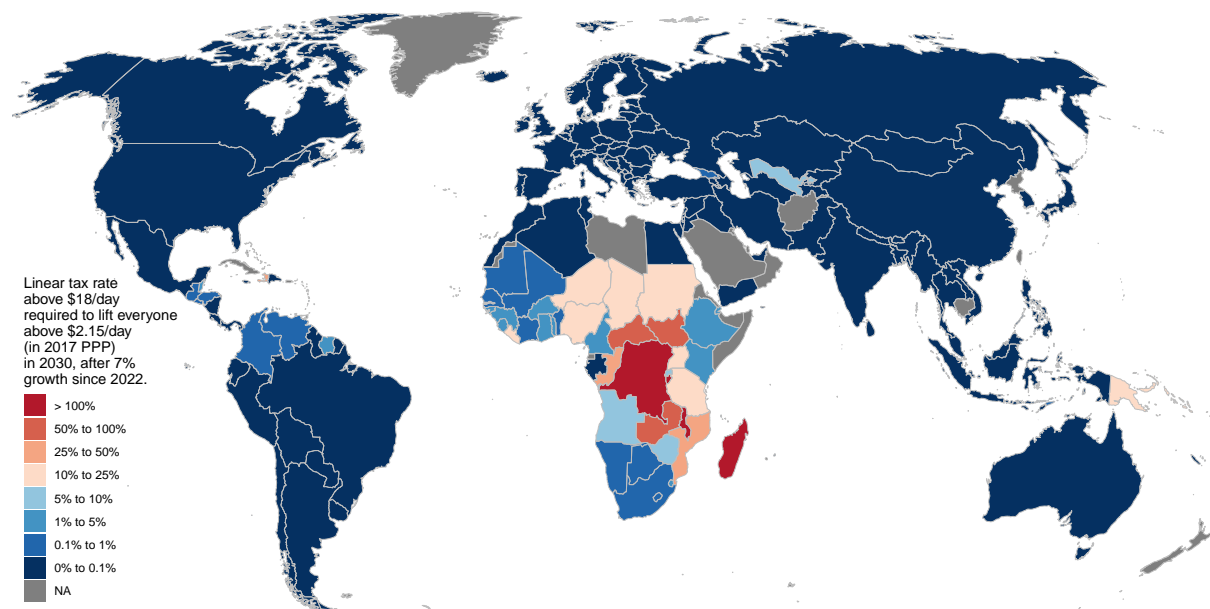 Linear tax rate
above $18/day
required to lift everyone
above $2.15/day
(in 2017 PPP)
in 2030, after 7%
growth since 2022.
> 100%
50% to 100%
25% to 50%
10% to 25%
5% to 10%
1% to 5%
0.1% to 1%
0% to 0.1%
NA